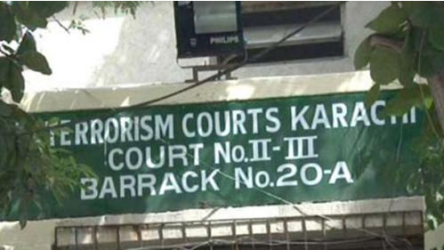 PHILIPS
TERRORISM COURTS KARACHI
COURT No.II-III
BARRACK No.20-A